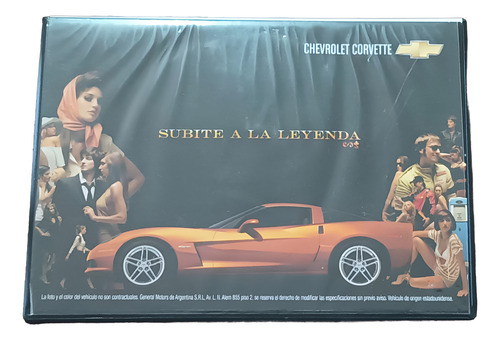 CHEVROLET CORVETTE
SUBITE A LA LEYENDA
La foto y el color del vehículo no son contractuales. General Motors de Argentina S.R.L, Av. L. N. Alem 855 piso 2, se reserva el derecho de modificar las especificaciones sin previo aviso. Vehículo de origen estadounidense.